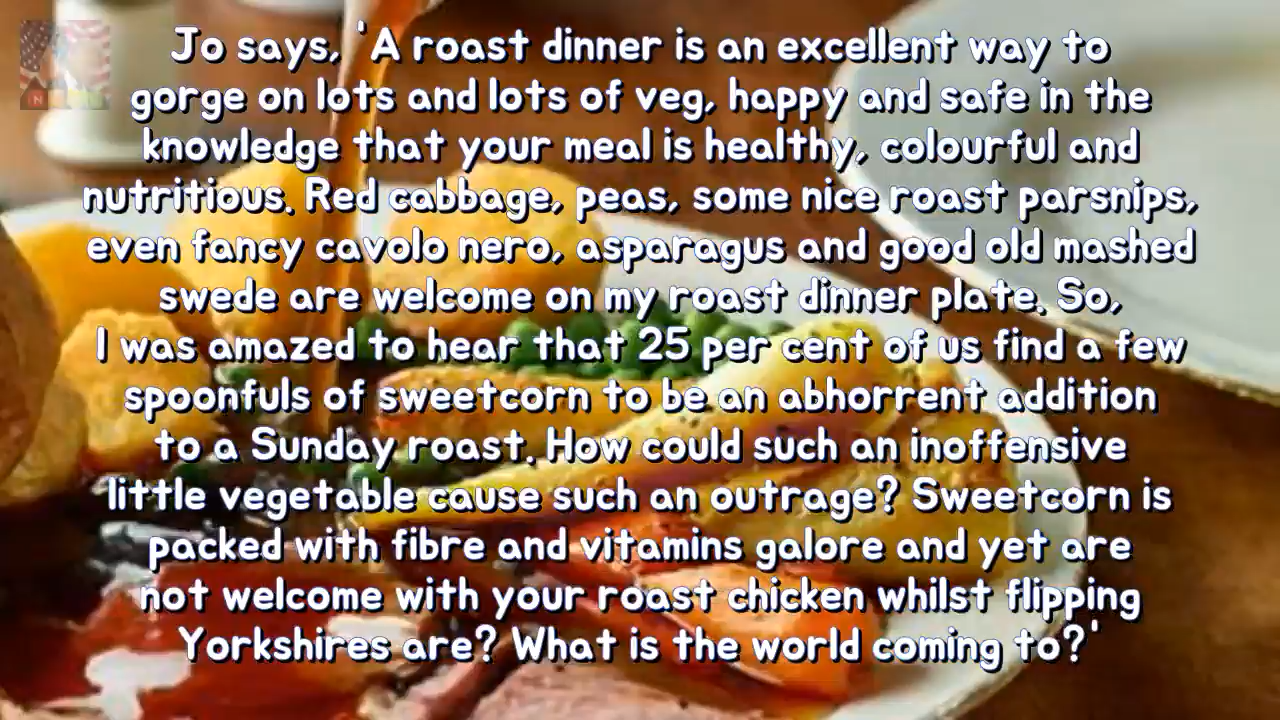 Jo says, 'A roast dinner is an excellent way to
gorge on lots and lots of veg, happy and safe in the
knowledge that your meal is healthy, colourful and
nutritious. Red cabbage, peas, some nice roast parsnips,
even fancy cavolo nero, asparagus and good old mashed
swede are welcome on my roast dinner plate. So,
I was amazed to hear that 25 per cent of us find a few
spoonfuls of sweetcorn to be an abhorrent addition
to a Sunday roast. How could such an inoffensive
little vegetable cause such an outrage? Sweetcorn is
packed with fibre and vitamins galore and yet are
not welcome with your roast chicken whilst flipping
Yorkshires are? What is the world coming to?'